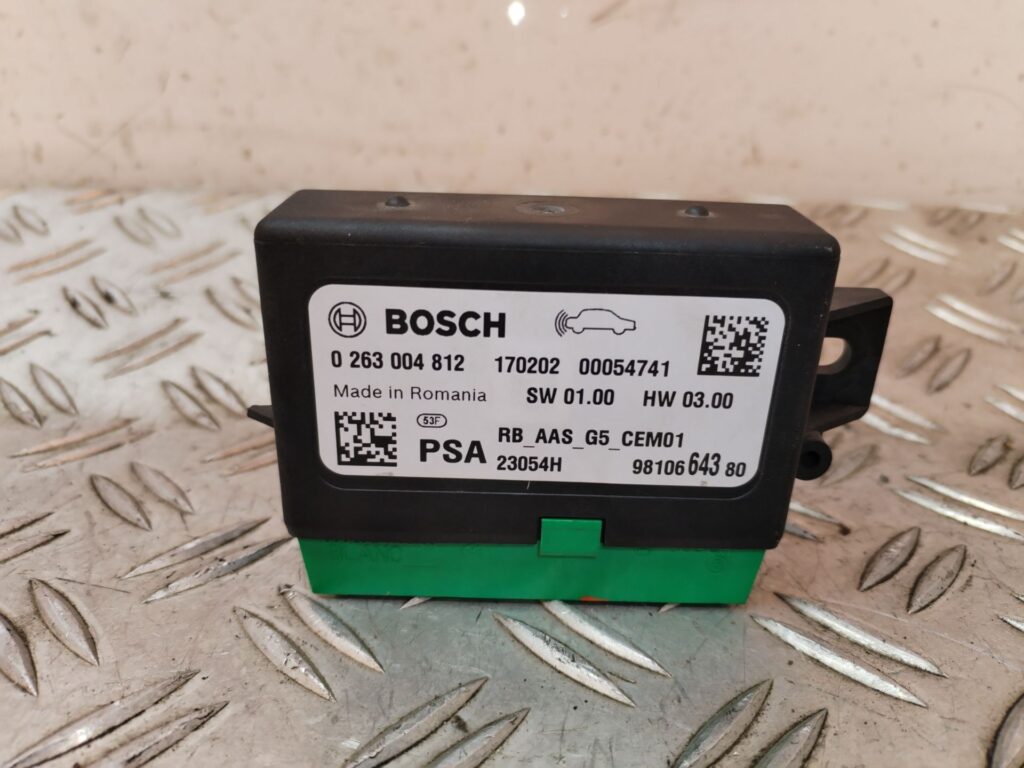 BOSCH
0 263 004 812 170202 00054741
Made in Romania SW 01.00 HW 03.00
53F
PSA RB_AAS_G5_CEM01
23054H 98106 643 80